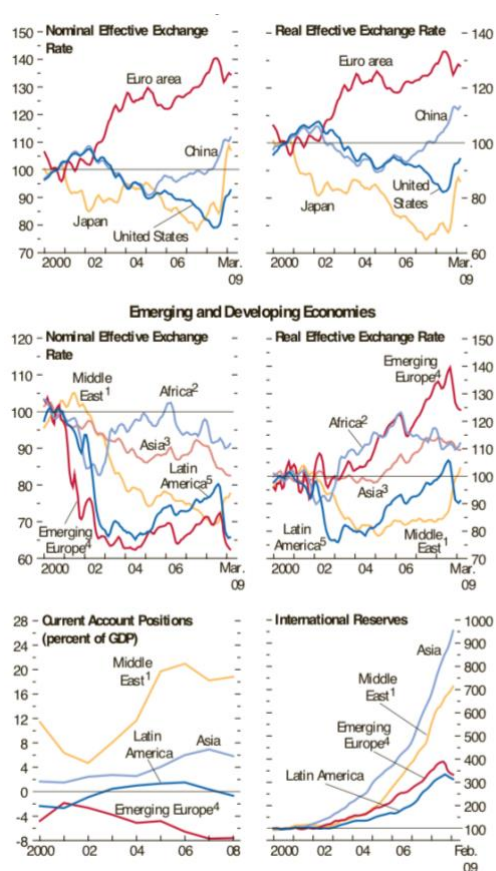 Nominal Effective Exchange
Rate
150
140
130
120
110
100
90
80
70
Euro area
China
Japan
United States
2000 02 04 06 Mar.
09
Real Effective Exchange Rate
140
120
100
80
60
Euro area
China
United
States
Japan
2000 02 04 06 Mar.
09
Emerging and Developing Economies
Nominal Effective Exchange
Rate
120
110
100
90
80
70
60
Middle
East1
Africa2
Asia3
Latin
America5
Emerging
Europe4
2000 02 04 06 Mar.
09
Real Effective Exchange Rate
150
140
130
120
110
100
90
80
70
Emerging
Europe4
Africa2
Asia3
Latin
America5
Middle
East1
2000 02 04 06 Mar.
09
Current Account Positions
(percent of GDP)
28
24
20
16
12
8
4
0
-4
-8
Middle
East1
Latin
America
Asia
Emerging Europe4
2000 02 04 06 08
International Reserves
1000
900
800
700
600
500
400
300
200
100
Asia
Middle
East1
Emerging
Europe4
Latin America
2000 02 04 06 Feb.
09